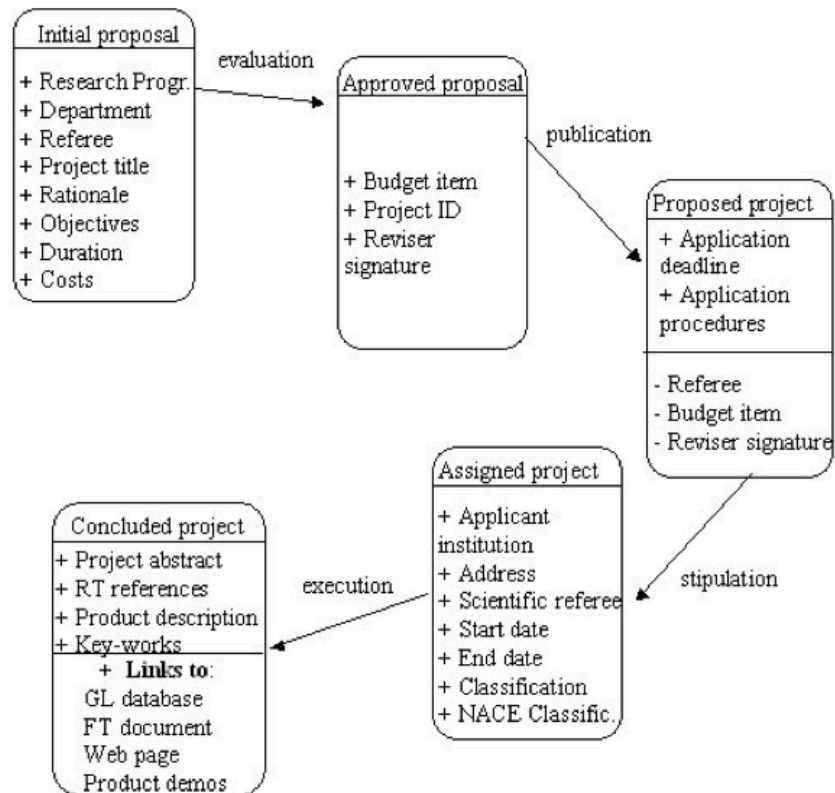 Initial proposal
+ Research Progr.
+ Department
+ Referee
+ Project title
+ Rationale
+ Objectives
+ Duration
+ Costs
evaluation
Approved proposal
+ Budget item
+ Project ID
+ Reviser
signature
publication
Proposed project
+ Application
deadline
+ Application
procedures
- Referee
- Budget item
- Reviser signature
stipulation
Assigned project
+ Applicant
institution
+ Address
+ Scientific referee
+ Start date
+ End date
+ Classification
+ NACE Classific.
execution
Concluded project
+ Project abstract
+ RT references
+ Product description
+ Key-works
+ Links to:
GL database
FT document
Web page
Product demos